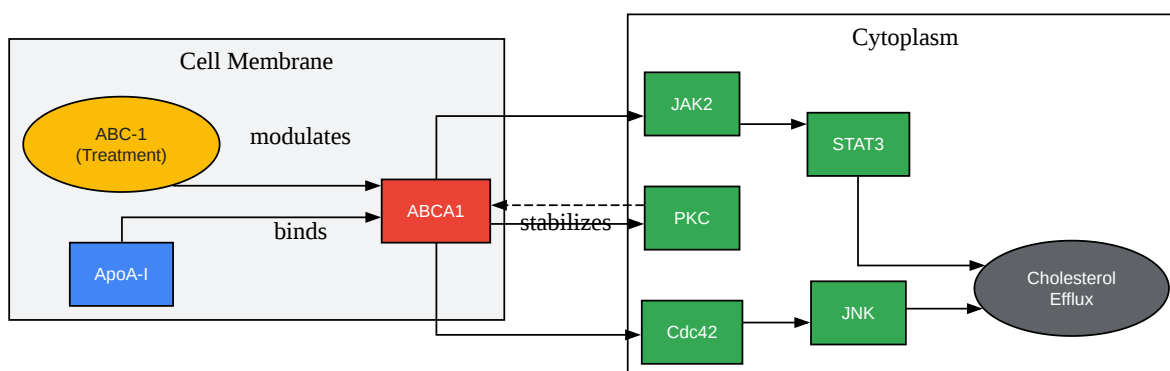 Cell Membrane
ABC-1
(Treatment)
modulates
ApoA-I
binds
ABCA1
stabilizes
Cytoplasm
JAK2
STAT3
PKC
Cdc42
JNK
Cholesterol
Efflux